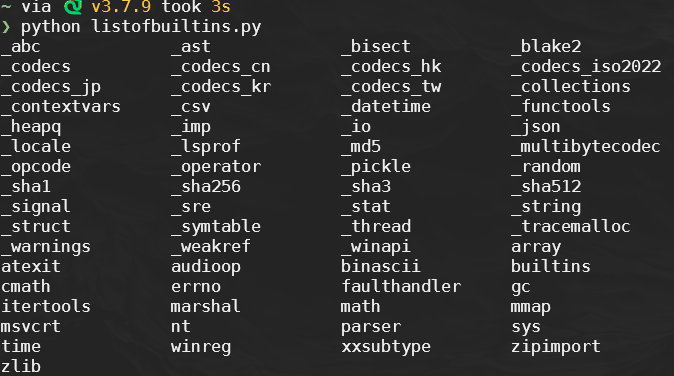 ~ via v3.7.9 took 3s
❯ python listofbuiltins.py
_abc _ast _bisect _blake2
_codecs _codecs_cn _codecs_hk _codecs_iso2022
_codecs_jp _codecs_kr _codecs_tw _collections
_contextvars _csv _datetime _functools
_heapq _imp _io _json
_locale _lsprof _md5 _multibytecodec
_opcode _operator _pickle _random
_sha1 _sha256 _sha3 _sha512
_signal _sre _stat _string
_struct _symtable _thread _tracemalloc
_warnings _weakref _winapi array
atexit audioop binascii builtins
cmath errno faulthandler gc
itertools marshal math mmap
msvcrt nt parser sys
time winreg xxsubtype zipimport
zlib